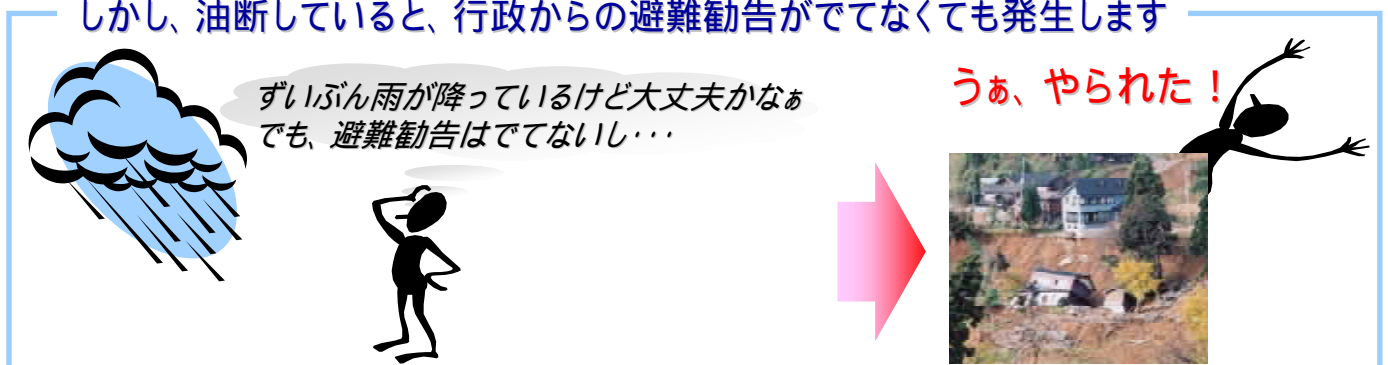 しかし、油断していると、行政からの避難勧告がでてなくても発生します
ずいぶん雨が降っているけど大丈夫かなぁ
でも、避難勧告はでてないし･･･
うぁ、やられた！